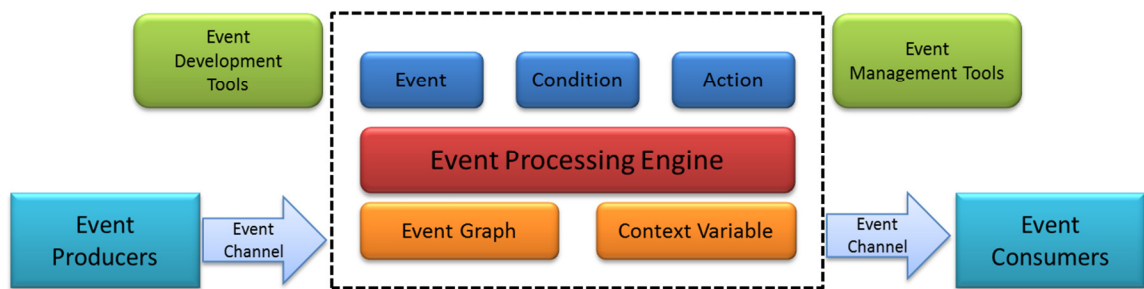 Event
Development
Tools
Event
Condition
Action
Event
Management Tools
Event Processing Engine
Event
Producers
Event
Channel
Event Graph
Context Variable
Event
Channel
Event
Consumers